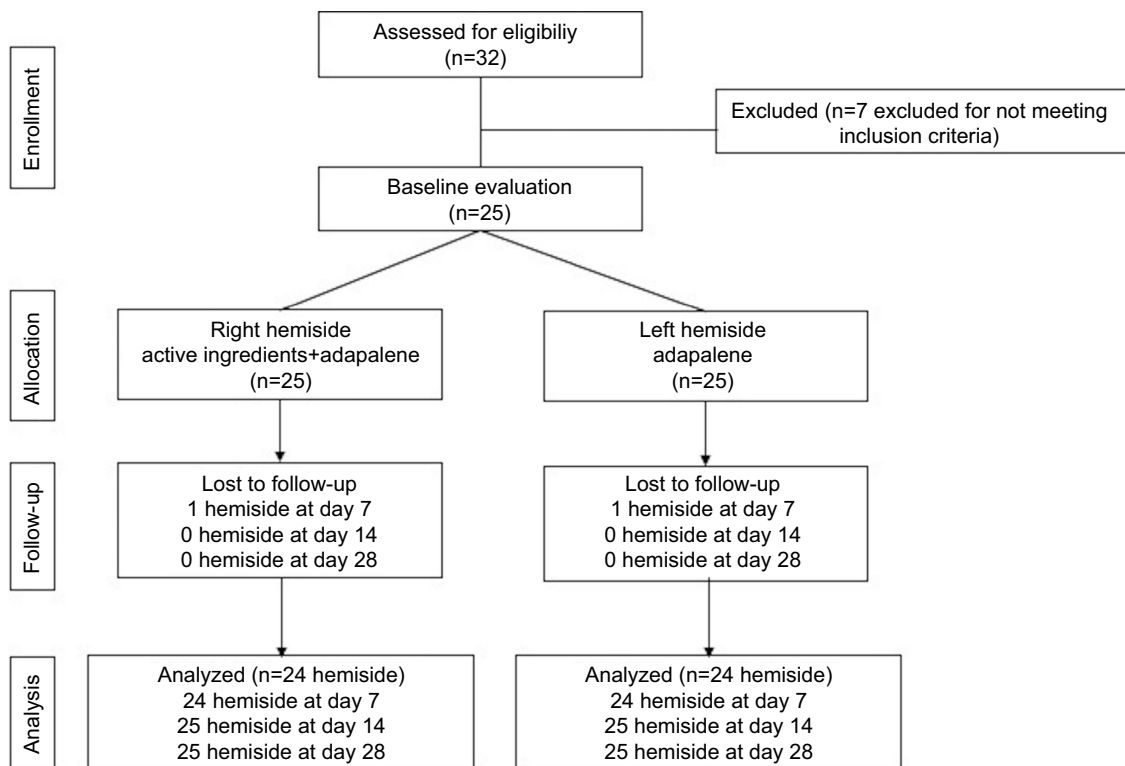 Enrollment
Assessed for eligibiliy
(n=32)
Excluded (n=7 excluded for not meeting
inclusion criteria)
Baseline evaluation
(n=25)
Allocation
Right hemiside
active ingredients+adapalene
(n=25)
Left hemiside
adapalene
(n=25)
Follow-up
Lost to follow-up
1 hemiside at day 7
0 hemiside at day 14
0 hemiside at day 28
Lost to follow-up
1 hemiside at day 7
0 hemiside at day 14
0 hemiside at day 28
Analysis
Analyzed (n=24 hemiside)
24 hemiside at day 7
25 hemiside at day 14
25 hemiside at day 28
Analyzed (n=24 hemiside)
24 hemiside at day 7
25 hemiside at day 14
25 hemiside at day 28